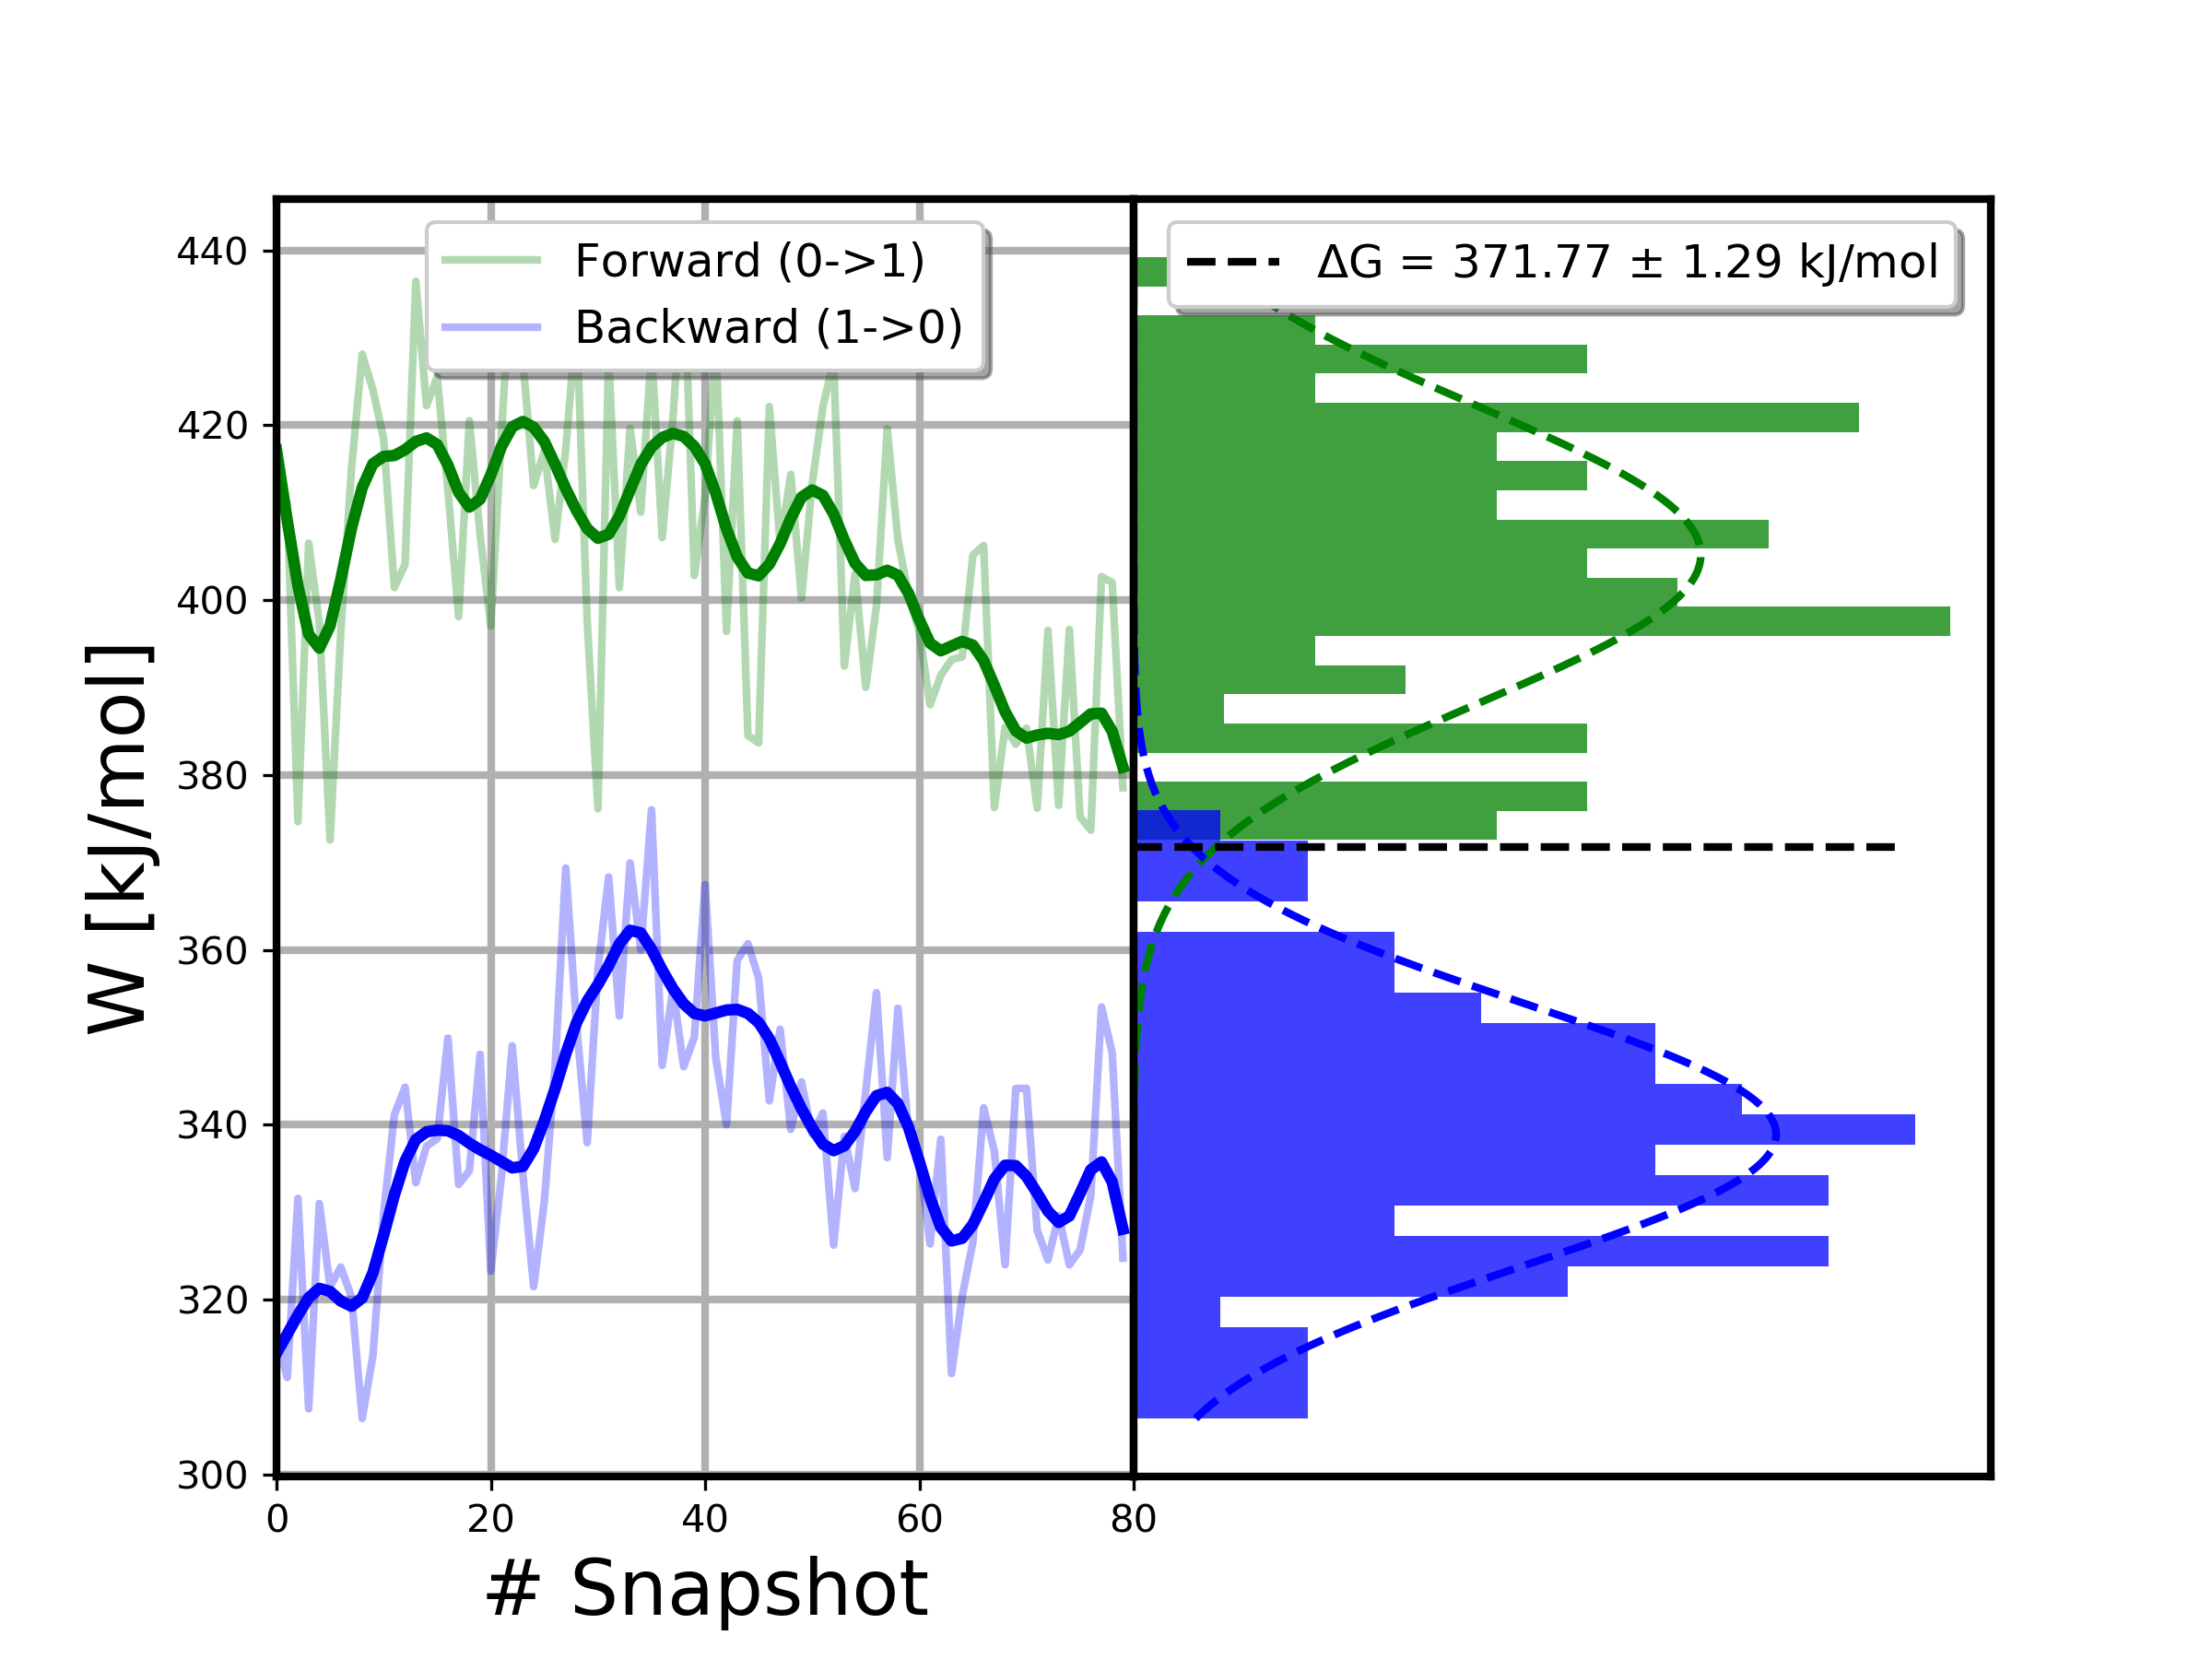 Forward (0->1)
Backward (1->0)
ΔG = 371.77 ± 1.29 kJ/mol
W [kJ/mol]
440
420
400
380
360
340
320
300
0 20 40 60 80
# Snapshot